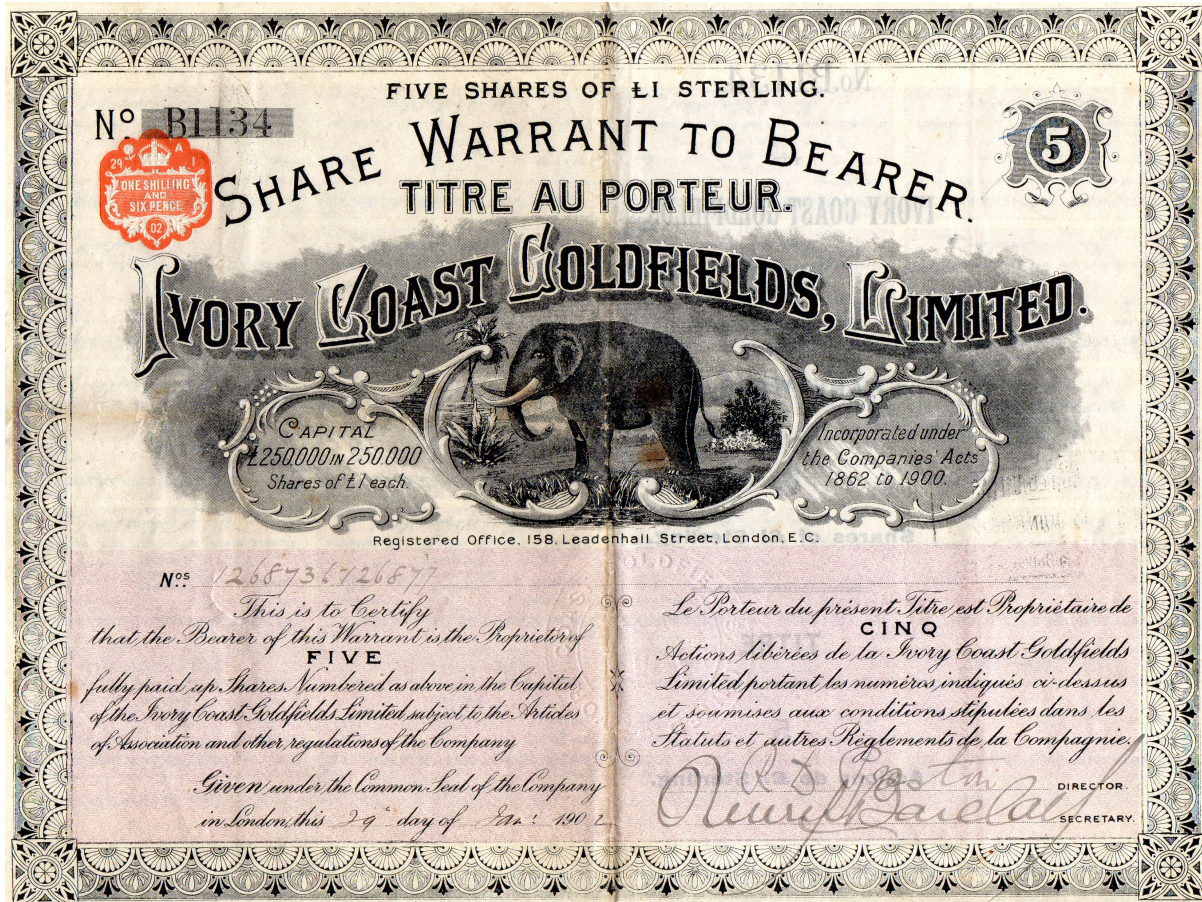 FIVE SHARES OF £1 STERLING.
Nº B1134
5
SHARE WARRANT TO BEARER.
TITRE AU PORTEUR.
29 A 1
ONE SHILLING
AND
SIX PENCE
02
IVORY COAST GOLDFIELDS, LIMITED.
CAPITAL
£250.000 IN 250.000
Shares of £1 each.
Incorporated under
the Companies Acts
1862 to 1900.
Registered Office, 158, Leadenhall Street, London, E.C.
Nos
This is to Certify
that the Bearer of this Warrant is the Proprietor of
FIVE
fully paid up Shares Numbered as above in the Capital
of the Ivory Coast Goldfields Limited subject to the Articles
of Association and other regulations of the Company
Given under the Common Seal of the Company
in London, this 29 day of Jan: 1902
Le Porteur du présent Titre est Propriétaire de
CINQ
Actions libérées de la Ivory Coast Goldfields
Limited portant les numéros indiqués ci-dessus
et soumises aux conditions stipulées dans les
Statuts et autres Règlements de la Compagnie.
DIRECTOR.
SECRETARY.